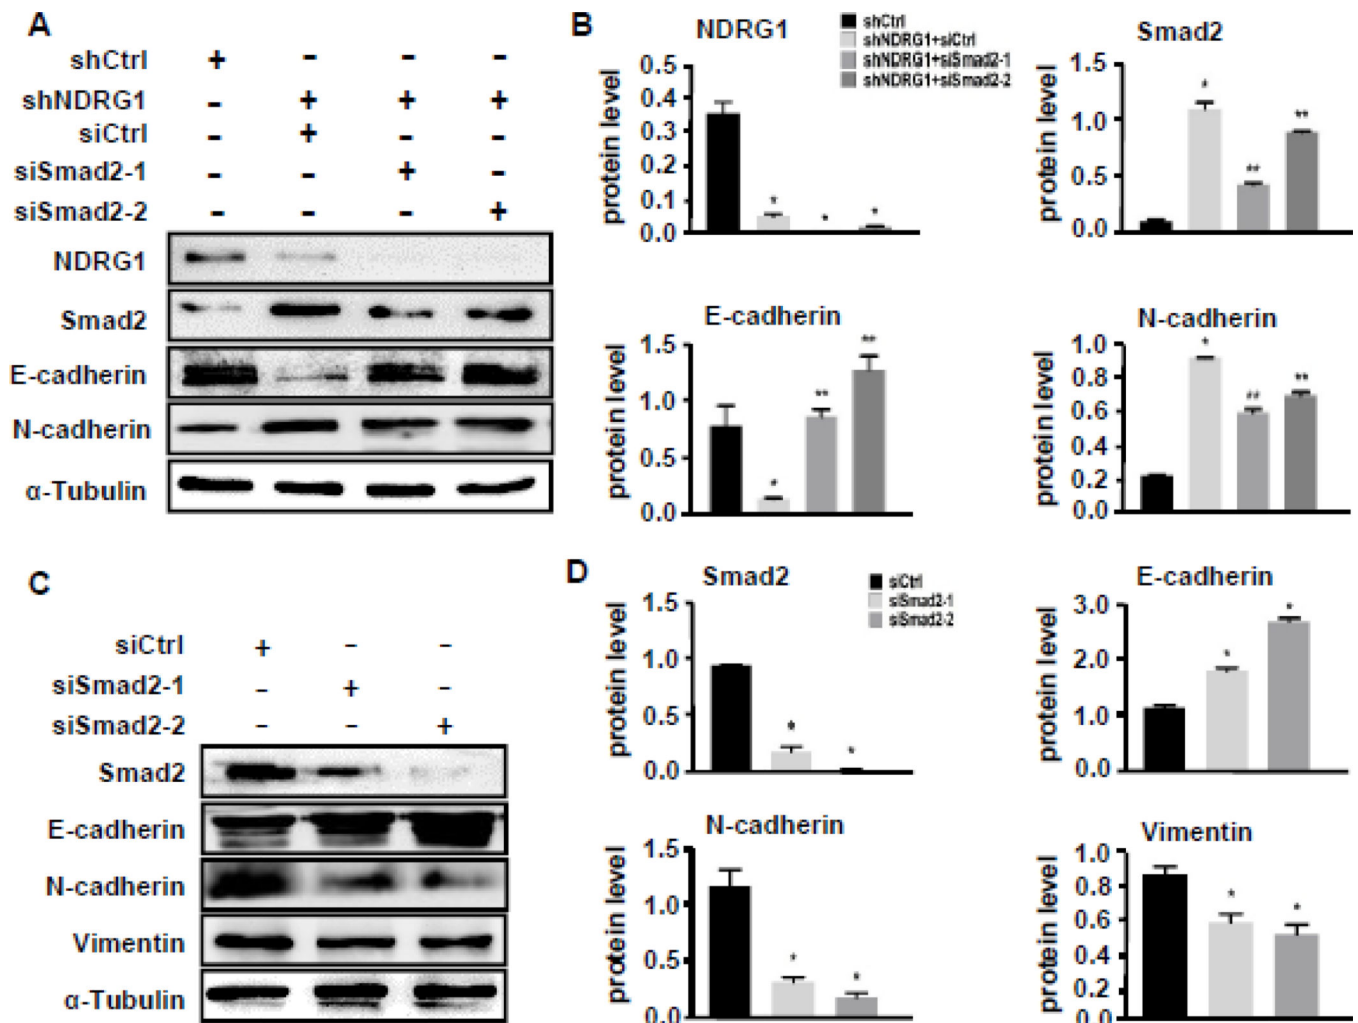 A
shCtrl + - - -
shNDRG1 - + + +
siCtrl - + - -
siSmad2-1 - - + -
siSmad2-2 - - - +
NDRG1
Smad2
E-cadherin
N-cadherin
α-Tubulin
B
NDRG1
shCtrl
shNDRG1+siCtrl
shNDRG1+siSmad2-1
shNDRG1+siSmad2-2
protein level
0.5
0.4
0.3
0.2
0.1
0.0
*
*
*
Smad2
protein level
1.5
1.0
0.5
0.0
*
##
**
E-cadherin
protein level
1.5
1.0
0.5
0.0
*
**
**
N-cadherin
protein level
1.0
0.8
0.6
0.4
0.2
0.0
*
##
**
C
siCtrl + - -
siSmad2-1 - + -
siSmad2-2 - - +
Smad2
E-cadherin
N-cadherin
Vimentin
α-Tubulin
D
Smad2
siCtrl
siSmad2-1
siSmad2-2
protein level
1.5
1.0
0.5
0.0
*
*
E-cadherin
protein level
3.0
2.0
1.0
0.0
*
*
N-cadherin
protein level
1.5
1.0
0.5
0.0
*
*
Vimentin
protein level
1.0
0.8
0.6
0.4
0.2
0.0
*
*